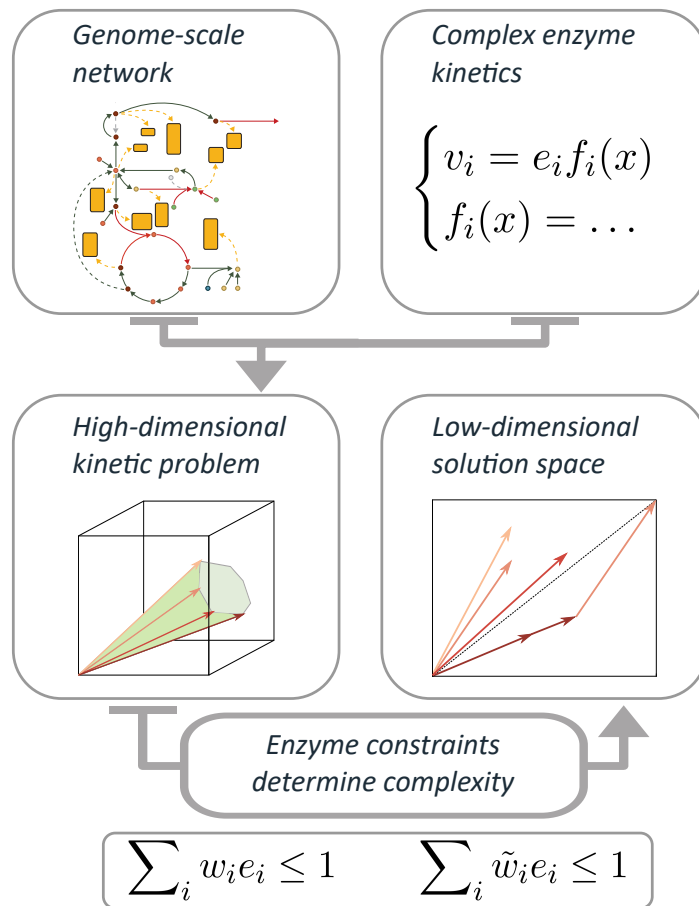 Genome-scale
network
Complex enzyme
kinetics
v_i = e_i f_i(x)
f_i(x) = ...
High-dimensional
kinetic problem
Low-dimensional
solution space
Enzyme constraints
determine complexity
∑_i w_i e_i ≤ 1
∑_i w̃_i e_i ≤ 1